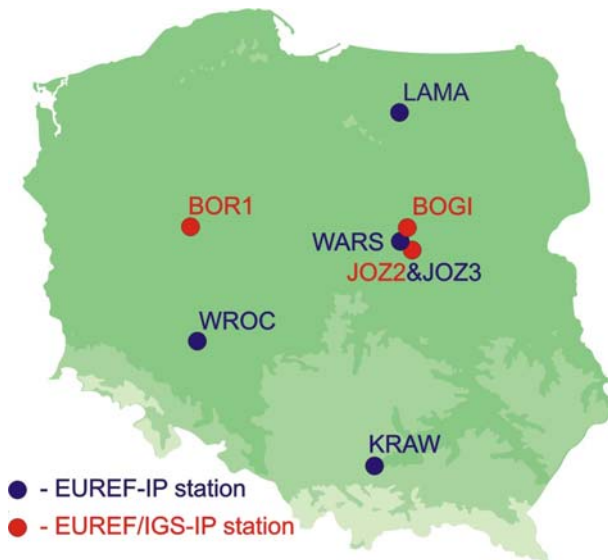 LAMA
BOR1
BOGI
WARS
JOZ2&JOZ3
WROC
KRAW
- EUREF-IP station
- EUREF/IGS-IP station